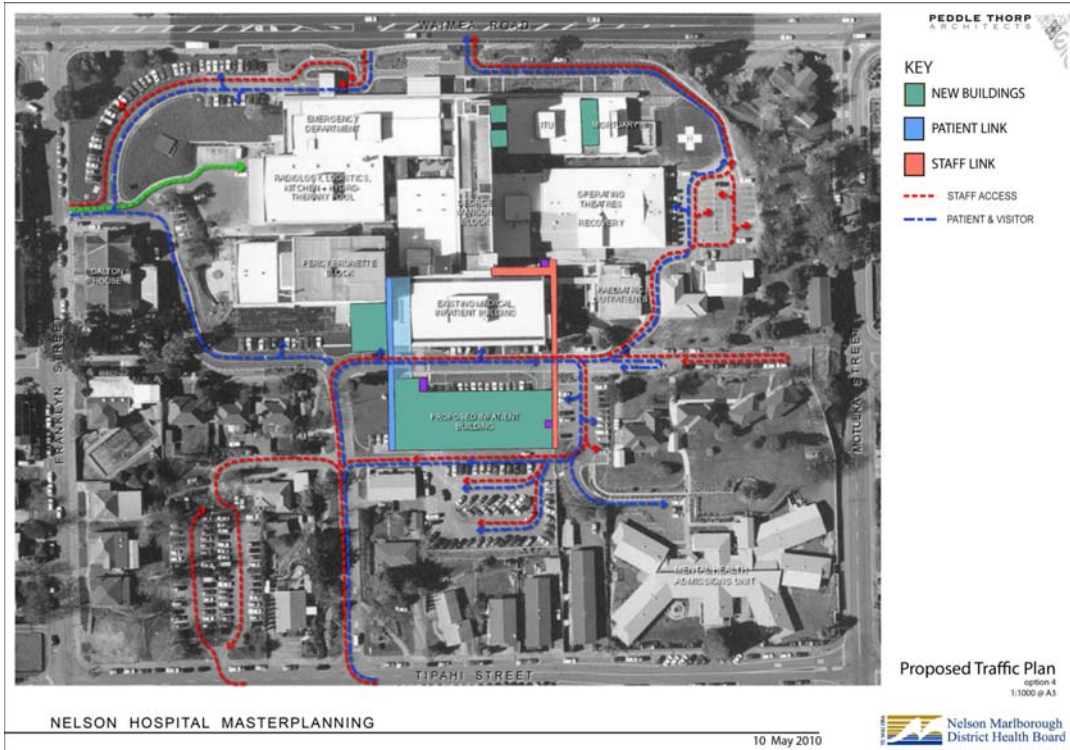 WAIMEA ROAD
PEDDLE THORP
ARCHITECTS
KEY
NEW BUILDINGS
PATIENT LINK
STAFF LINK
STAFF ACCESS
PATIENT & VISITOR
EMERGENCY
DEPARTMENT
ITU
MORTUARY
RADIOLOGY, LOGISTICS,
KITCHEN + HYDRO-
THERAPY POOL
BLOCK
OPERATING
THEATRES
RECOVERY
DALTON
HOUSE
PERCY BRUNETTE
BLOCK
EXISTING MEDICAL,
INPATIENT BUILDING
PAEDIATRIC
OUTPATIENT
FRANKLYN STREET
MOTUEKA STREET
PROPOSED INPATIENT
BUILDING
MENTAL HEALTH
ADMISSIONS UNIT
TIPAHI STREET
Proposed Traffic Plan
option 4
1:1000 @ A3
NELSON HOSPITAL MASTERPLANNING
10 May 2010
Nelson Marlborough
District Health Board